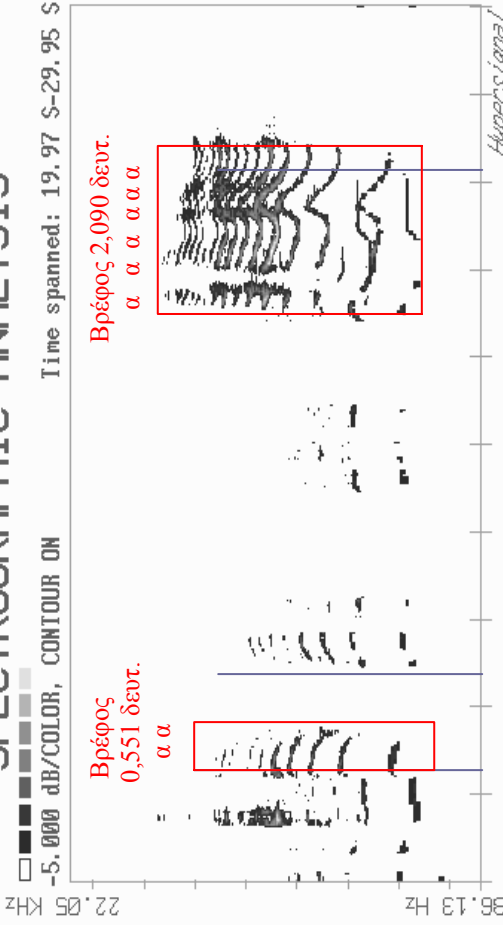 SPECTROGRAPHIC ANALYSIS
-5.000 dB/COLOR, CONTOUR ON Time spanned: 19.97 S-29.95 S
Βρέφος
0,551 δευτ.
α α
Βρέφος 2,090 δευτ.
α α α α α α α
22.05 KHz
86.13 Hz
Hypersignal